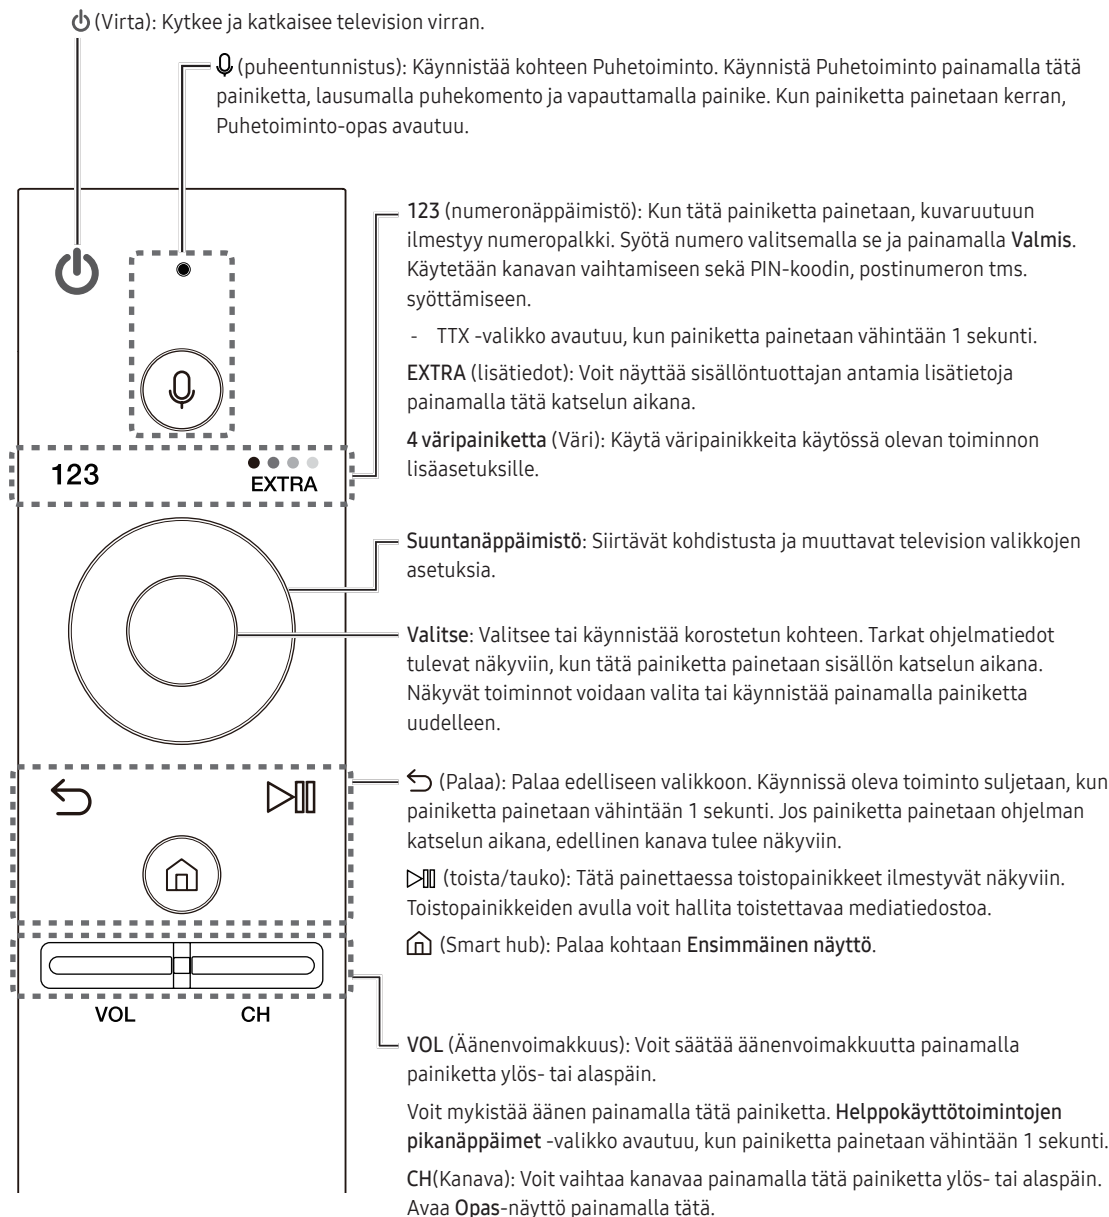 (Virta): Kytkee ja katkaisee television virran.
(puheentunnistus): Käynnistää kohteen Puhetoiminto. Käynnistä Puhetoiminto painamalla tätä
painiketta, lausumalla puhekomento ja vapauttamalla painike. Kun painiketta painetaan kerran,
Puhetoiminto-opas avautuu.
123 (numeronäppäimistö): Kun tätä painiketta painetaan, kuvaruutuun
ilmestyy numeropalkki. Syötä numero valitsemalla se ja painamalla Valmis.
Käytetään kanavan vaihtamiseen sekä PIN-koodin, postinumeron tms.
syöttämiseen.
- TTX -valikko avautuu, kun painiketta painetaan vähintään 1 sekunti.
EXTRA (lisätiedot): Voit näyttää sisällöntuottajan antamia lisätietoja
painamalla tätä katselun aikana.
4 väripainiketta (Väri): Käytä väripainikkeita käytössä olevan toiminnon
lisäasetuksille.
123
EXTRA
Suuntanäppäimistö: Siirtävät kohdistusta ja muuttavat television valikkojen
asetuksia.
Valitse: Valitsee tai käynnistää korostetun kohteen. Tarkat ohjelmatiedot
tulevat näkyviin, kun tätä painiketta painetaan sisällön katselun aikana.
Näkyvät toiminnot voidaan valita tai käynnistää painamalla painiketta
uudelleen.
(Palaa): Palaa edelliseen valikkoon. Käynnissä oleva toiminto suljetaan, kun
painiketta painetaan vähintään 1 sekunti. Jos painiketta painetaan ohjelman
katselun aikana, edellinen kanava tulee näkyviin.
(toista/tauko): Tätä painettaessa toistopainikkeet ilmestyvät näkyviin.
Toistopainikkeiden avulla voit hallita toistettavaa mediatiedostoa.
(Smart hub): Palaa kohtaan Ensimmäinen näyttö.
VOL
CH
VOL (Äänenvoimakkuus): Voit säätää äänenvoimakkuutta painamalla
painiketta ylös- tai alaspäin.
Voit mykistää äänen painamalla tätä painiketta. Helppokäyttötoimintojen
pikanäppäimet -valikko avautuu, kun painiketta painetaan vähintään 1 sekunti.
CH(Kanava): Voit vaihtaa kanavaa painamalla tätä painiketta ylös- tai alaspäin.
Avaa Opas-näyttö painamalla tätä.